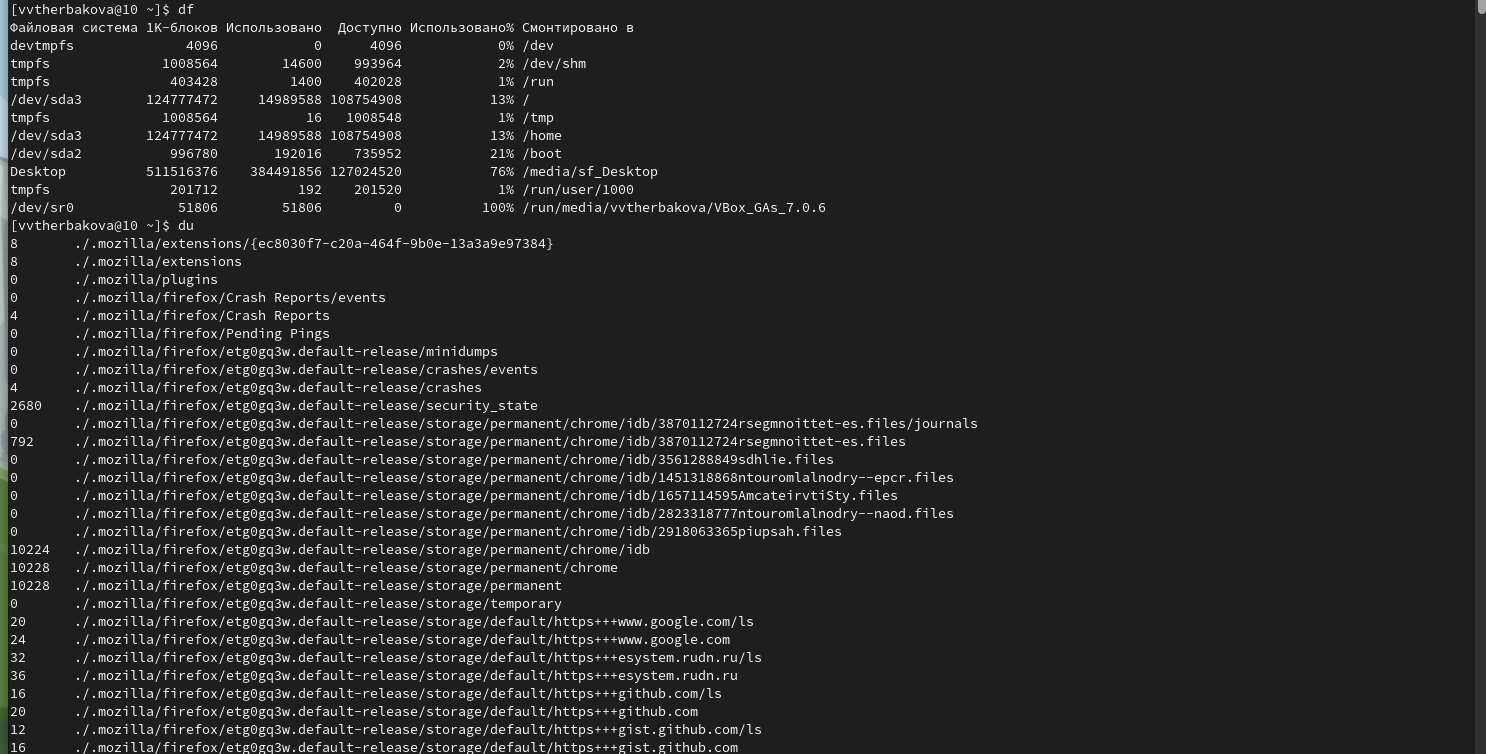 [vvtherbakova@10 ~]$ df
Файловая система 1K-блоков Использовано  Доступно Использовано% Смонтировано в
devtmpfs              4096            0      4096            0% /dev
tmpfs              1008564        14600    993964            2% /dev/shm
tmpfs               403428         1400    402028            1% /run
/dev/sda3        124777472     14989588 108754908           13% /
tmpfs              1008564           16   1008548            1% /tmp
/dev/sda3        124777472     14989588 108754908           13% /home
/dev/sda2           996780       192016    735952           21% /boot
Desktop          511516376    384491856 127024520           76% /media/sf_Desktop
tmpfs               201712          192    201520            1% /run/user/1000
/dev/sr0             51806        51806         0          100% /run/media/vvtherbakova/VBox_GAs_7.0.6
[vvtherbakova@10 ~]$ du
8       ./.mozilla/extensions/{ec8030f7-c20a-464f-9b0e-13a3a9e97384}
8       ./.mozilla/extensions
0       ./.mozilla/plugins
0       ./.mozilla/firefox/Crash Reports/events
4       ./.mozilla/firefox/Crash Reports
0       ./.mozilla/firefox/Pending Pings
0       ./.mozilla/firefox/etg0gq3w.default-release/minidumps
0       ./.mozilla/firefox/etg0gq3w.default-release/crashes/events
4       ./.mozilla/firefox/etg0gq3w.default-release/crashes
2680    ./.mozilla/firefox/etg0gq3w.default-release/security_state
0       ./.mozilla/firefox/etg0gq3w.default-release/storage/permanent/chrome/idb/3870112724rsegmnoittet-es.files/journals
792     ./.mozilla/firefox/etg0gq3w.default-release/storage/permanent/chrome/idb/3870112724rsegmnoittet-es.files
0       ./.mozilla/firefox/etg0gq3w.default-release/storage/permanent/chrome/idb/3561288849sdhlie.files
0       ./.mozilla/firefox/etg0gq3w.default-release/storage/permanent/chrome/idb/1451318868ntouromlalnodry--epcr.files
0       ./.mozilla/firefox/etg0gq3w.default-release/storage/permanent/chrome/idb/1657114595AmcateirvtiSty.files
0       ./.mozilla/firefox/etg0gq3w.default-release/storage/permanent/chrome/idb/2823318777ntouromlalnodry--naod.files
0       ./.mozilla/firefox/etg0gq3w.default-release/storage/permanent/chrome/idb/2918063365piupsah.files
10224   ./.mozilla/firefox/etg0gq3w.default-release/storage/permanent/chrome/idb
10228   ./.mozilla/firefox/etg0gq3w.default-release/storage/permanent/chrome
10228   ./.mozilla/firefox/etg0gq3w.default-release/storage/permanent
0       ./.mozilla/firefox/etg0gq3w.default-release/storage/temporary
20      ./.mozilla/firefox/etg0gq3w.default-release/storage/default/https+++www.google.com/ls
24      ./.mozilla/firefox/etg0gq3w.default-release/storage/default/https+++www.google.com
32      ./.mozilla/firefox/etg0gq3w.default-release/storage/default/https+++esystem.rudn.ru/ls
36      ./.mozilla/firefox/etg0gq3w.default-release/storage/default/https+++esystem.rudn.ru
16      ./.mozilla/firefox/etg0gq3w.default-release/storage/default/https+++github.com/ls
20      ./.mozilla/firefox/etg0gq3w.default-release/storage/default/https+++github.com
12      ./.mozilla/firefox/etg0gq3w.default-release/storage/default/https+++gist.github.com/ls
16      ./.mozilla/firefox/etg0gq3w.default-release/storage/default/https+++gist.github.com